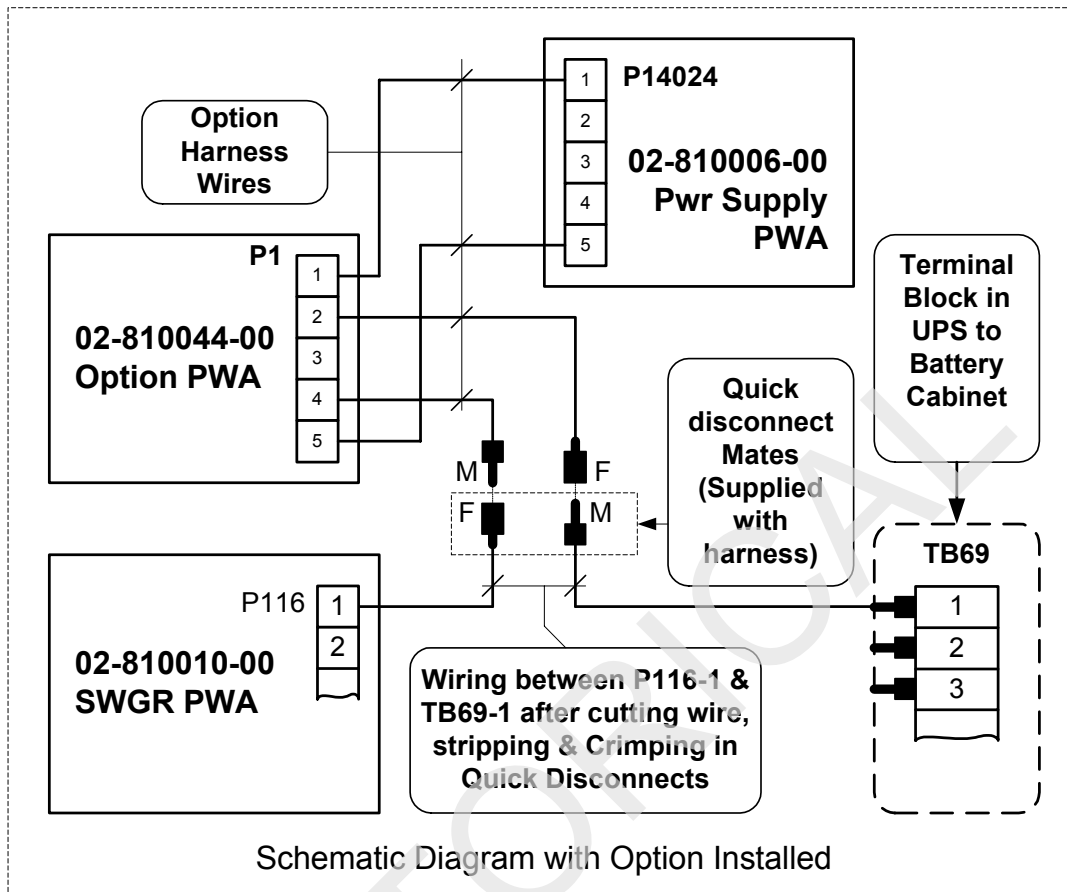 Option
Harness
Wires
1
2
3
4
5
P14024
02-810006-00
Pwr Supply
PWA
P1
1
2
3
4
5
02-810044-00
Option PWA
Terminal
Block in
UPS to
Battery
Cabinet
Quick
disconnect
Mates
(Supplied
with
harness)
M
F
F
M
TB69
1
2
3
P116
1
2
02-810010-00
SWGR PWA
Wiring between P116-1 &
TB69-1 after cutting wire,
stripping & Crimping in
Quick Disconnects
Schematic Diagram with Option Installed
TORICAL